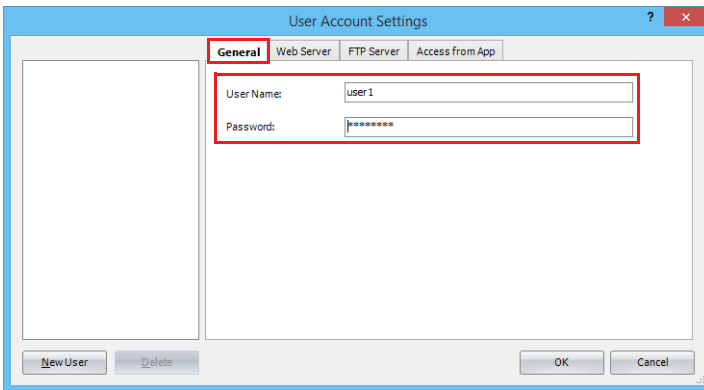 User Account Settings
? ×
General Web Server FTP Server Access from App
User Name: user1
Password: ********
New User Delete OK Cancel